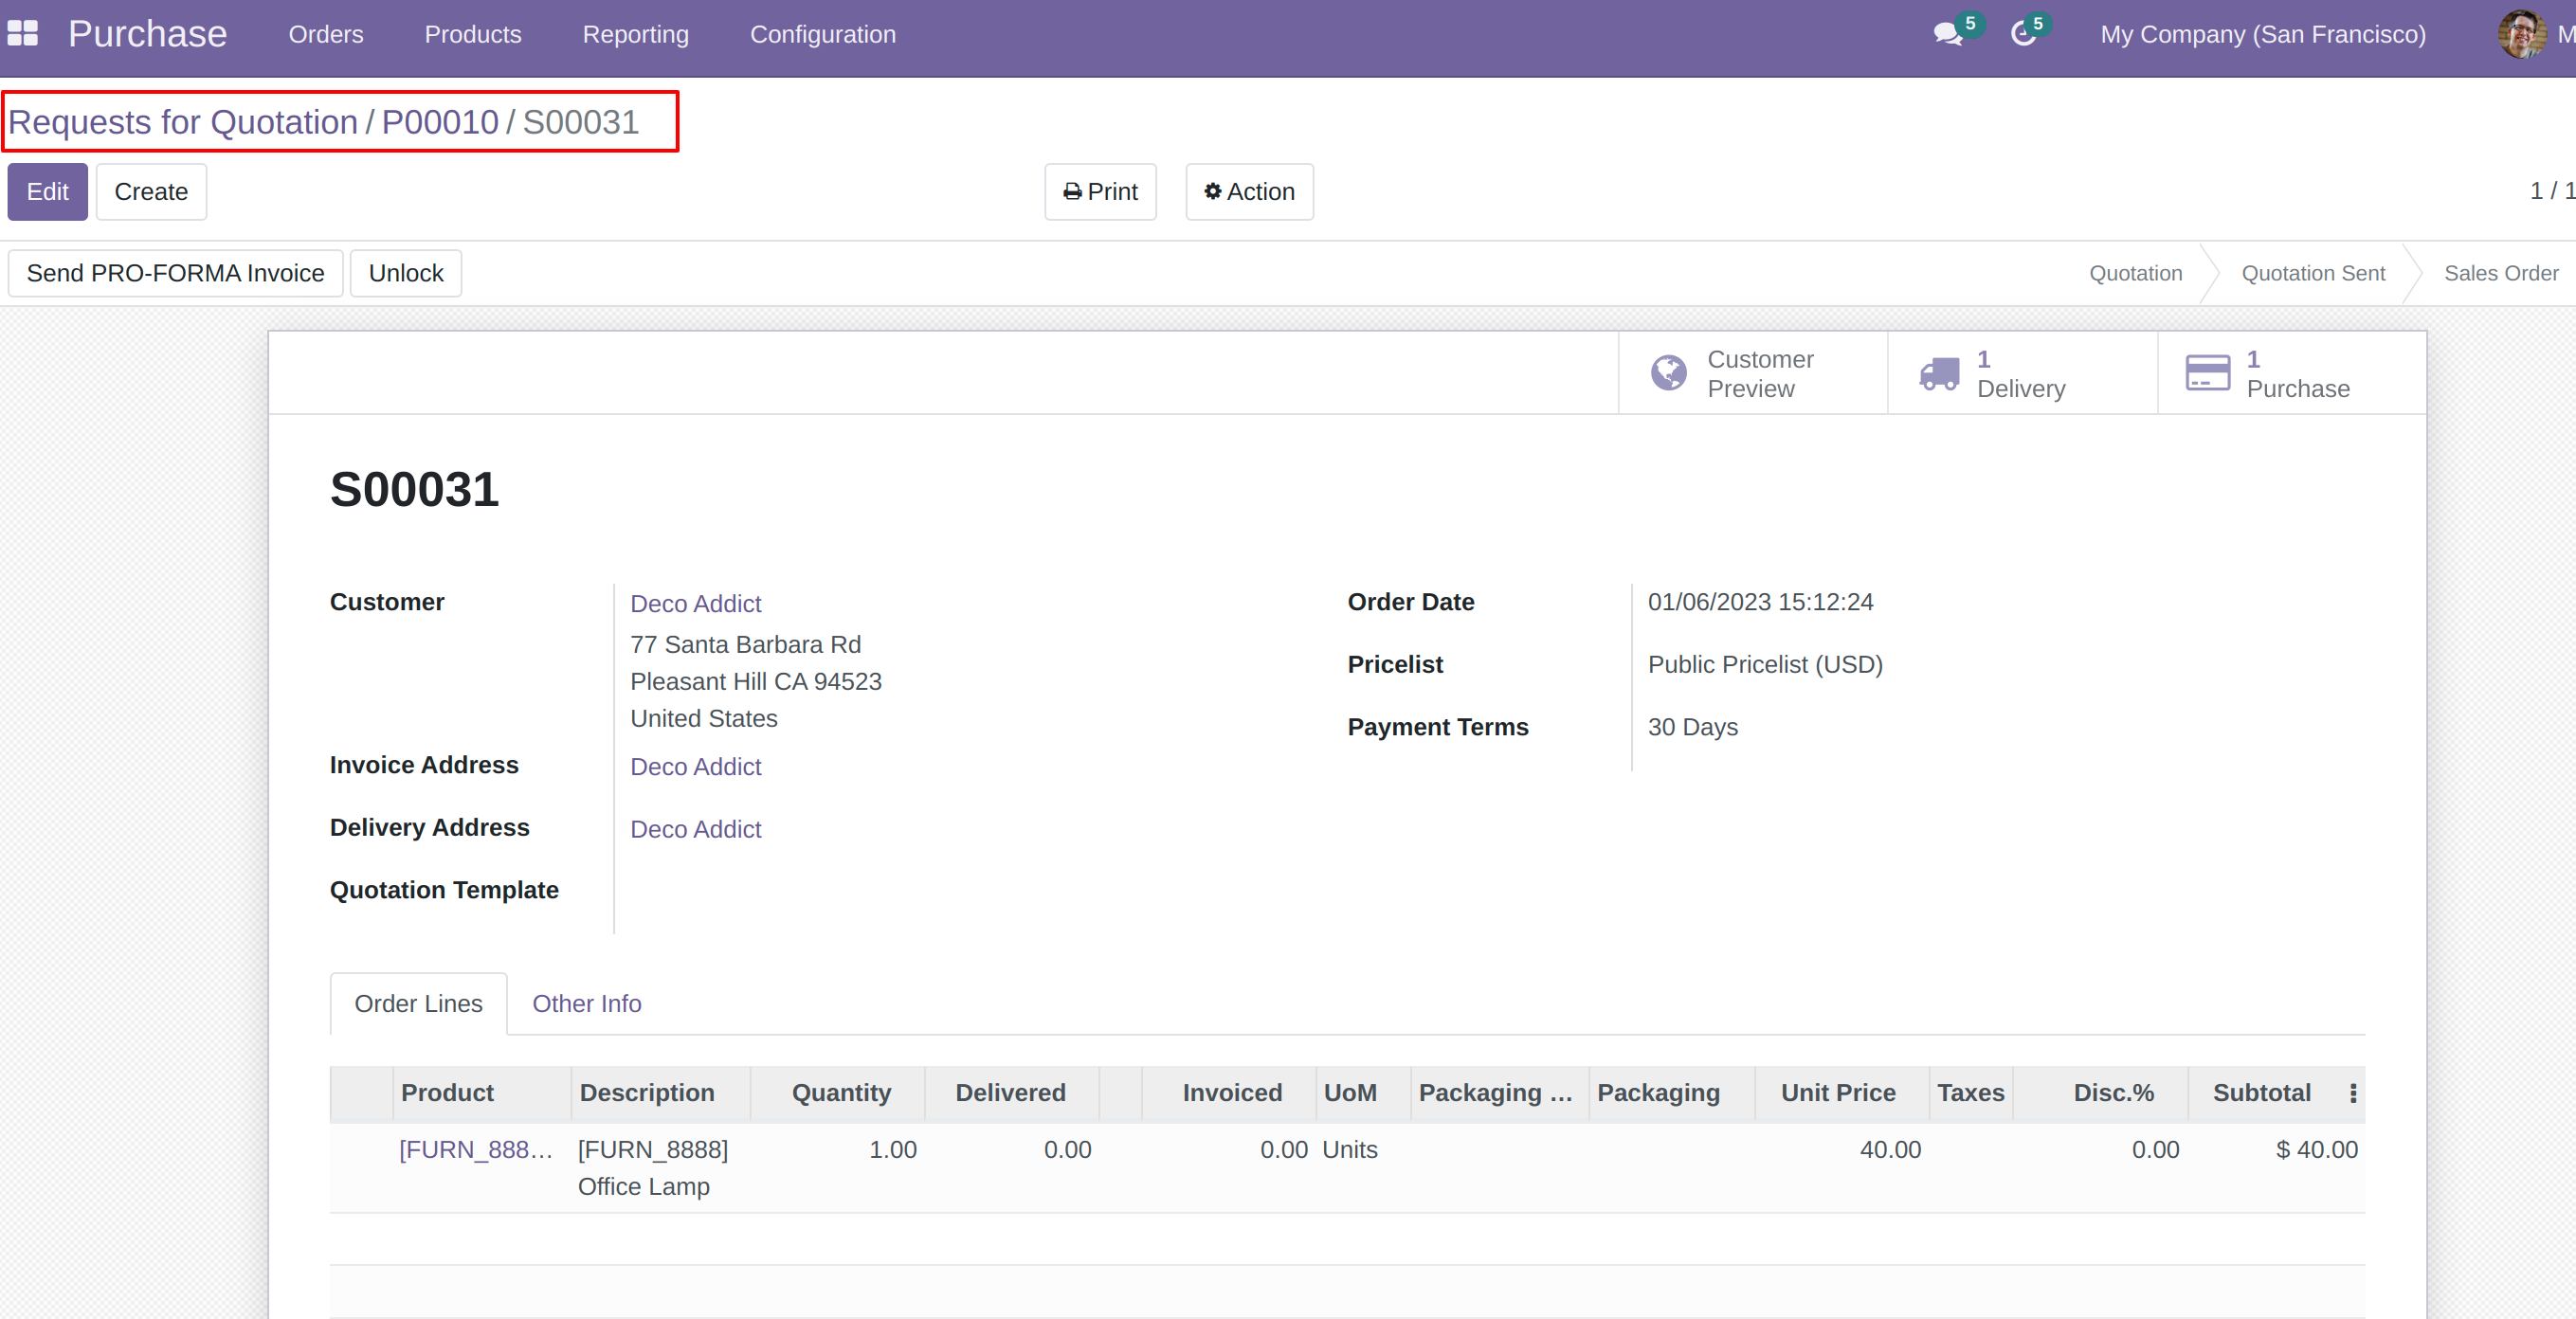 Purchase Orders Products Reporting Configuration 5 5 My Company (San Francisco) M
Requests for Quotation / P00010 / S00031
Edit Create Print Action 1 / 1
Send PRO-FORMA Invoice Unlock Quotation Quotation Sent Sales Order
Customer Preview
1 Delivery
1 Purchase
S00031
Customer Deco Addict
77 Santa Barbara Rd
Pleasant Hill CA 94523
United States
Invoice Address Deco Addict
Delivery Address Deco Addict
Quotation Template
Order Date 01/06/2023 15:12:24
Pricelist Public Pricelist (USD)
Payment Terms 30 Days
Order Lines Other Info
Product Description Quantity Delivered Invoiced UoM Packaging ... Packaging Unit Price Taxes Disc.% Subtotal
[FURN_888... [FURN_8888] 1.00 0.00 0.00 Units 40.00 0.00 $ 40.00
Office Lamp